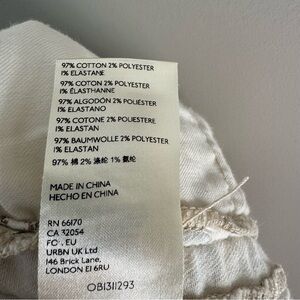 97% COTTON 2% POLYESTER
1% ELASTANE
97% COTON 2% POLYESTER
1% ÉLASTHANNE
97% ALGODÓN 2% POLIÉSTER
1% ELASTANO
97% COTONE 2% POLIESTERE
1% ELASTAN
97% BAUMWOLLE 2% POLYESTER
1% ELASTAN
97% 棉 2% 涤纶 1% 氨纶
MADE IN CHINA
HECHO EN CHINA
RN 66170
CA 32054
EU
URBN UK Ltd.
146 Brick Lane,
LONDON E1 6RU
OB1311293